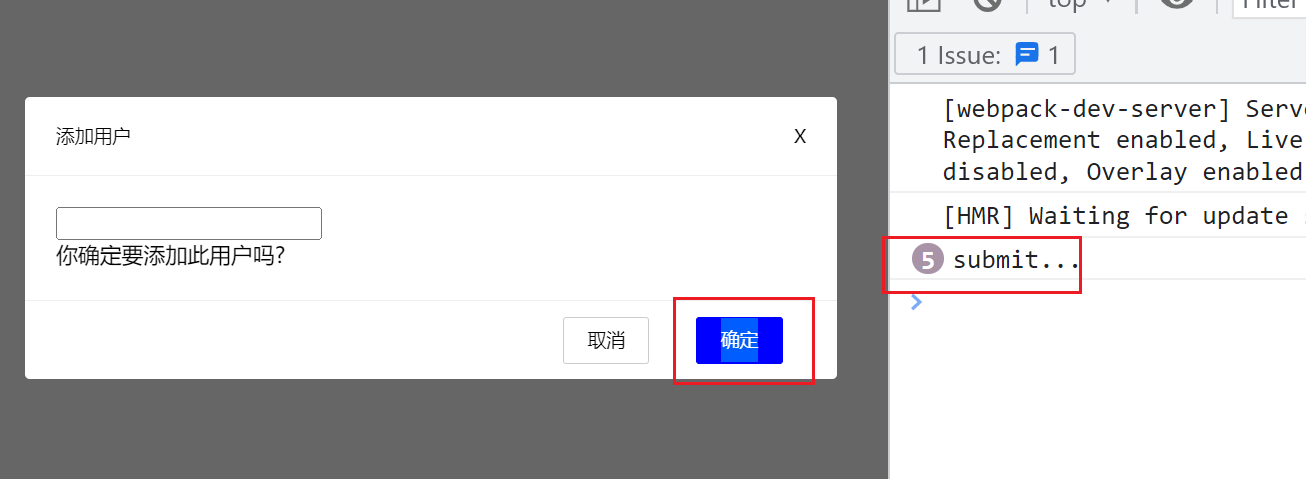 top
Filter
1 Issue: 1
添加用户 X
[webpack-dev-server] Serve
Replacement enabled, Live
disabled, Overlay enabled
[HMR] Waiting for update
你确定要添加此用户吗?
5 submit...
取消 确定